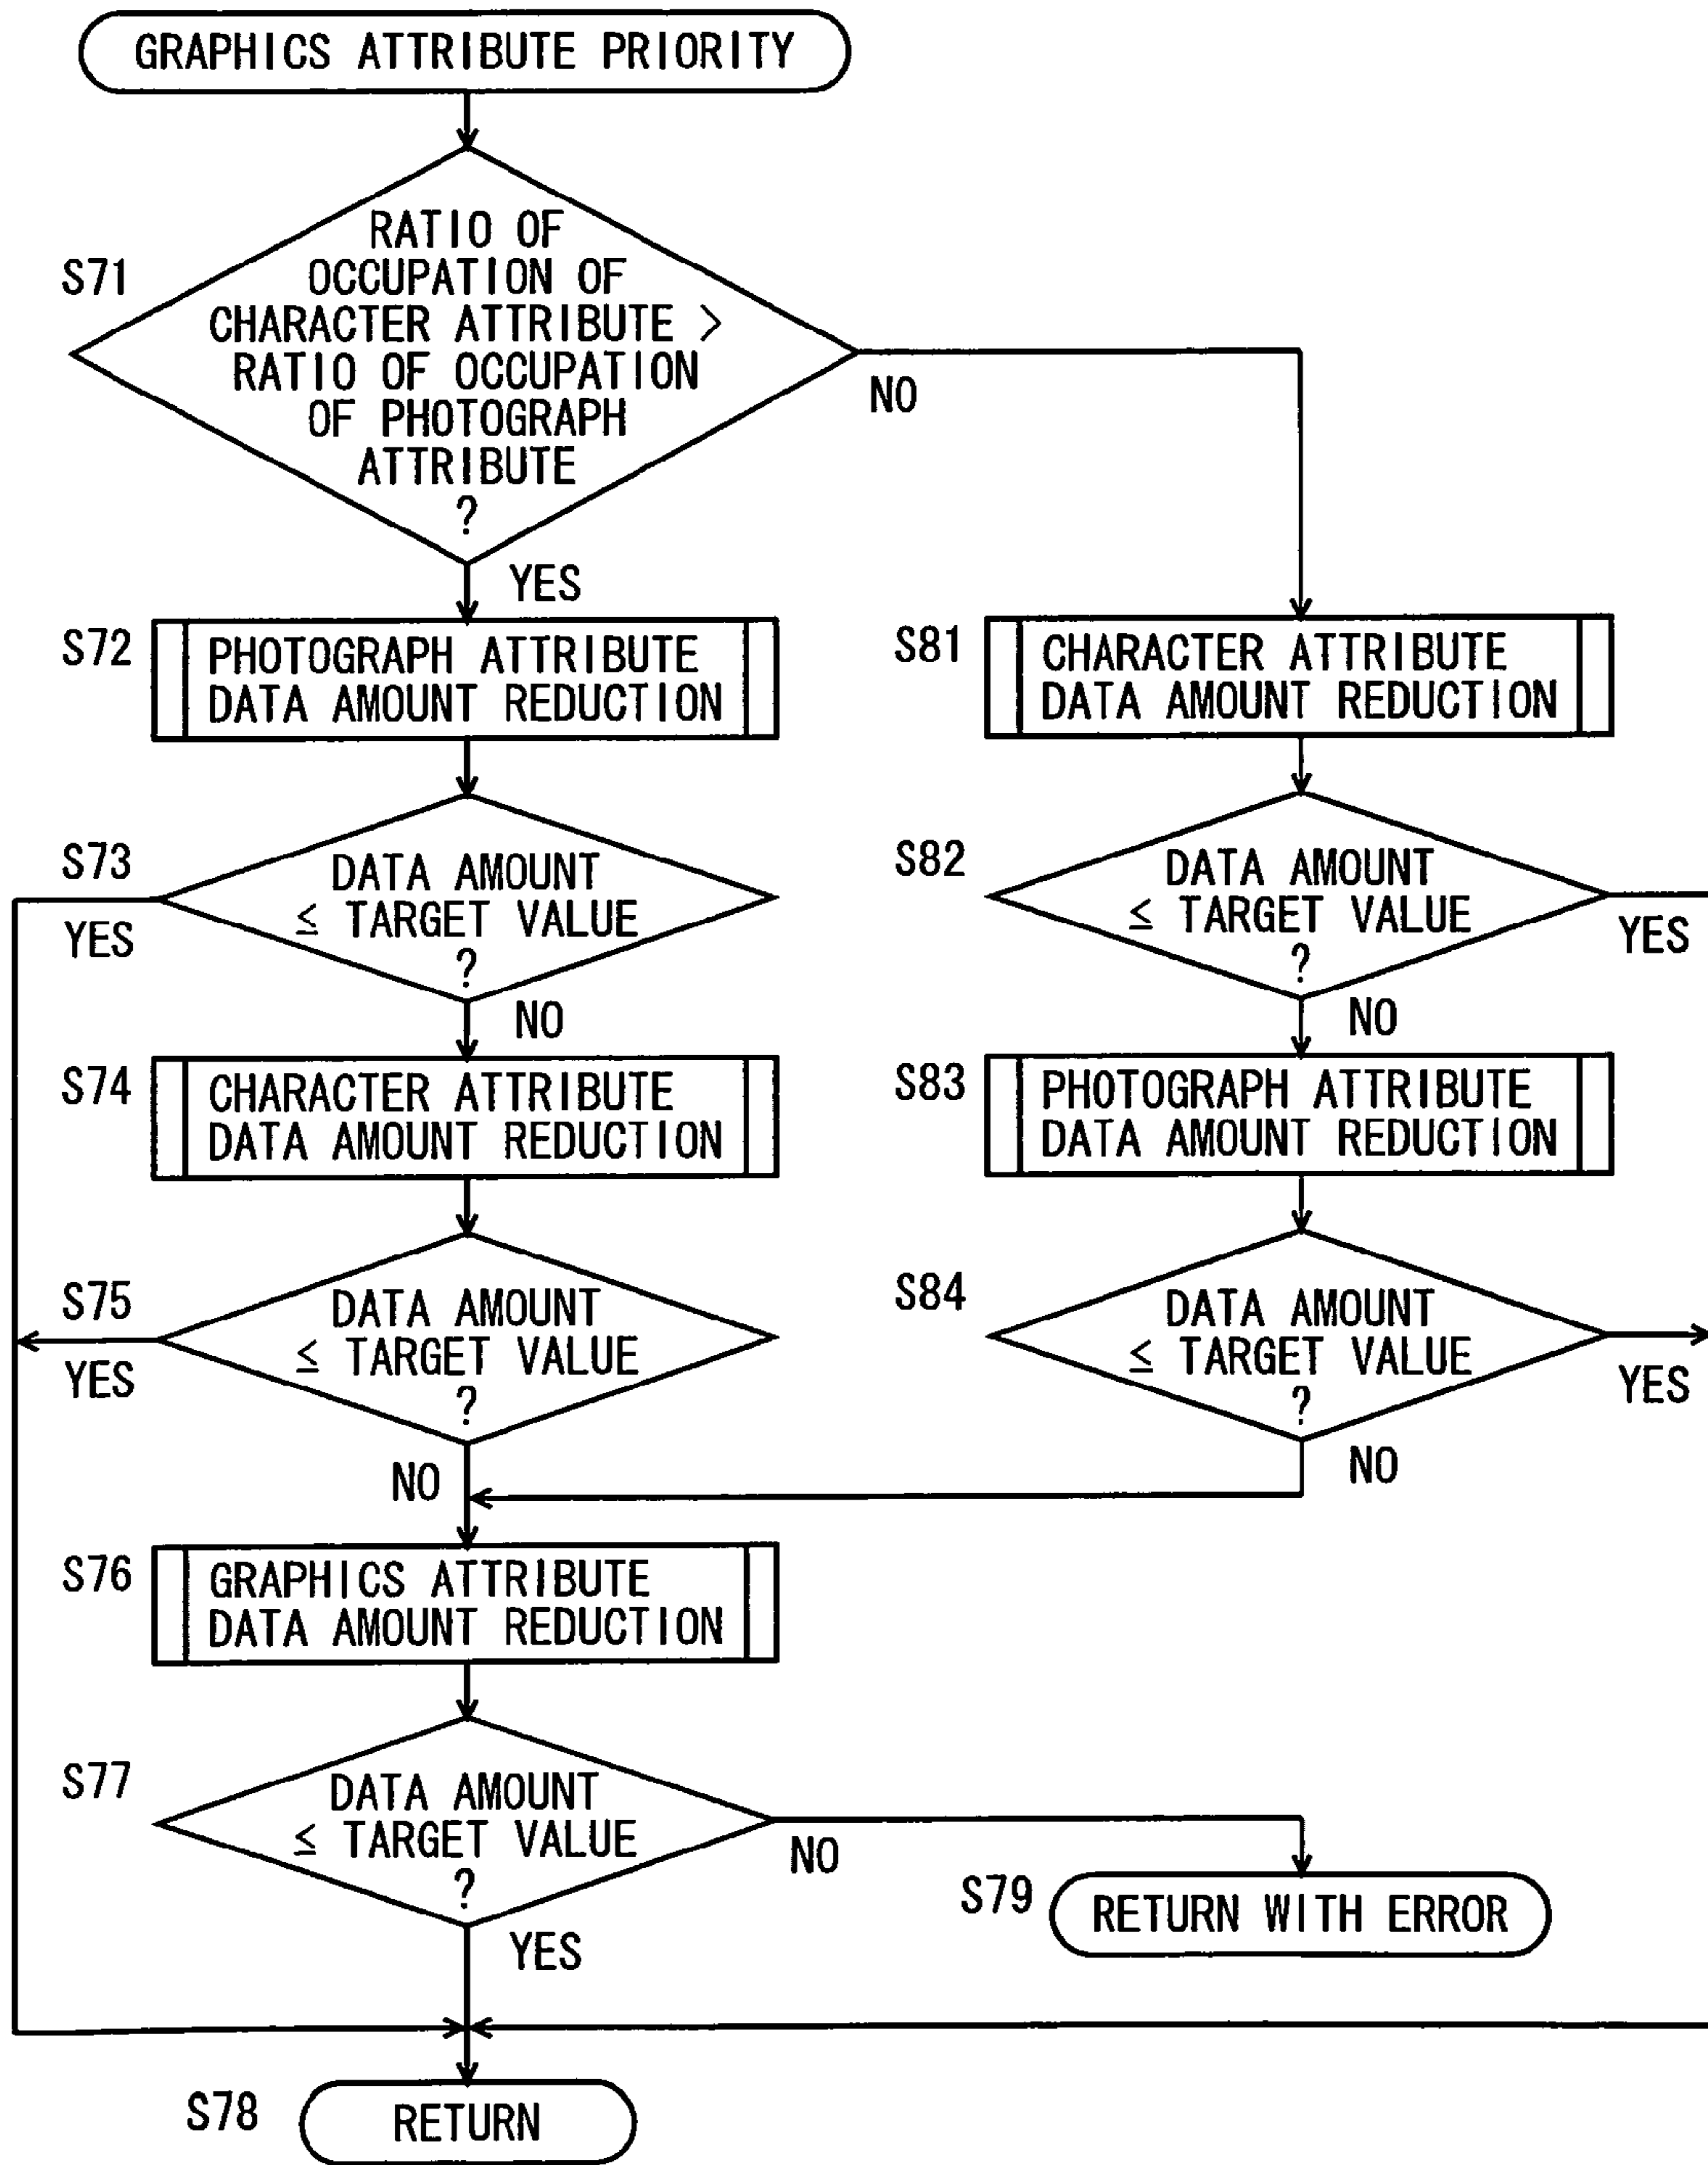 GRAPHICS ATTRIBUTE PRIORITY
S71
RATIO OF
OCCUPATION OF
CHARACTER ATTRIBUTE >
RATIO OF OCCUPATION
OF PHOTOGRAPH
ATTRIBUTE
?
NO
YES
S72
PHOTOGRAPH ATTRIBUTE
DATA AMOUNT REDUCTION
S81
CHARACTER ATTRIBUTE
DATA AMOUNT REDUCTION
S73
DATA AMOUNT
≤ TARGET VALUE
?
YES
NO
S82
DATA AMOUNT
≤ TARGET VALUE
?
YES
NO
S74
CHARACTER ATTRIBUTE
DATA AMOUNT REDUCTION
S83
PHOTOGRAPH ATTRIBUTE
DATA AMOUNT REDUCTION
S75
DATA AMOUNT
≤ TARGET VALUE
?
YES
NO
S84
DATA AMOUNT
≤ TARGET VALUE
?
YES
NO
S76
GRAPHICS ATTRIBUTE
DATA AMOUNT REDUCTION
S77
DATA AMOUNT
≤ TARGET VALUE
?
NO
YES
S79
RETURN WITH ERROR
S78
RETURN